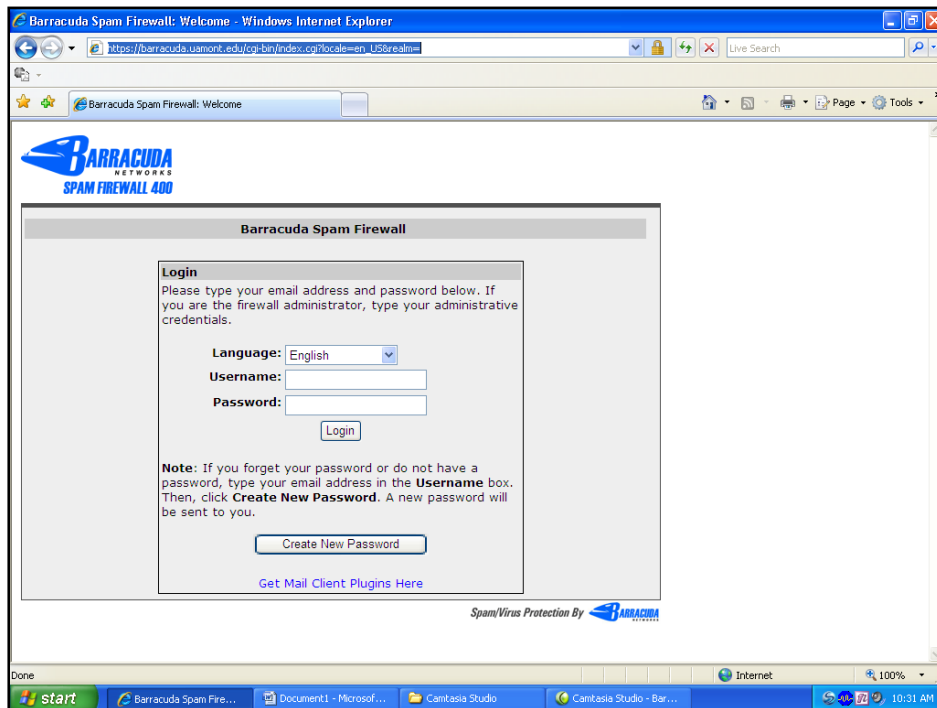 Barracuda Spam Firewall: Welcome - Windows Internet Explorer
https://barracuda.uamont.edu/cgi-bin/index.cgi?locale=en_US&realm=
Live Search
Barracuda Spam Firewall: Welcome
Page
Tools
BARRACUDA
NETWORKS
SPAM FIREWALL 400
Barracuda Spam Firewall
Login
Please type your email address and password below. If
you are the firewall administrator, type your administrative
credentials.
Language: English
Username:
Password:
Login
Note: If you forget your password or do not have a
password, type your email address in the Username box.
Then, click Create New Password. A new password will
be sent to you.
Create New Password
Get Mail Client Plugins Here
Spam/Virus Protection By BARRACUDA
NETWORKS
Done
Internet
100%
start
Barracuda Spam Fire...
Document1 - Microsof...
Camtasia Studio
Camtasia Studio - Bar...
10:31 AM